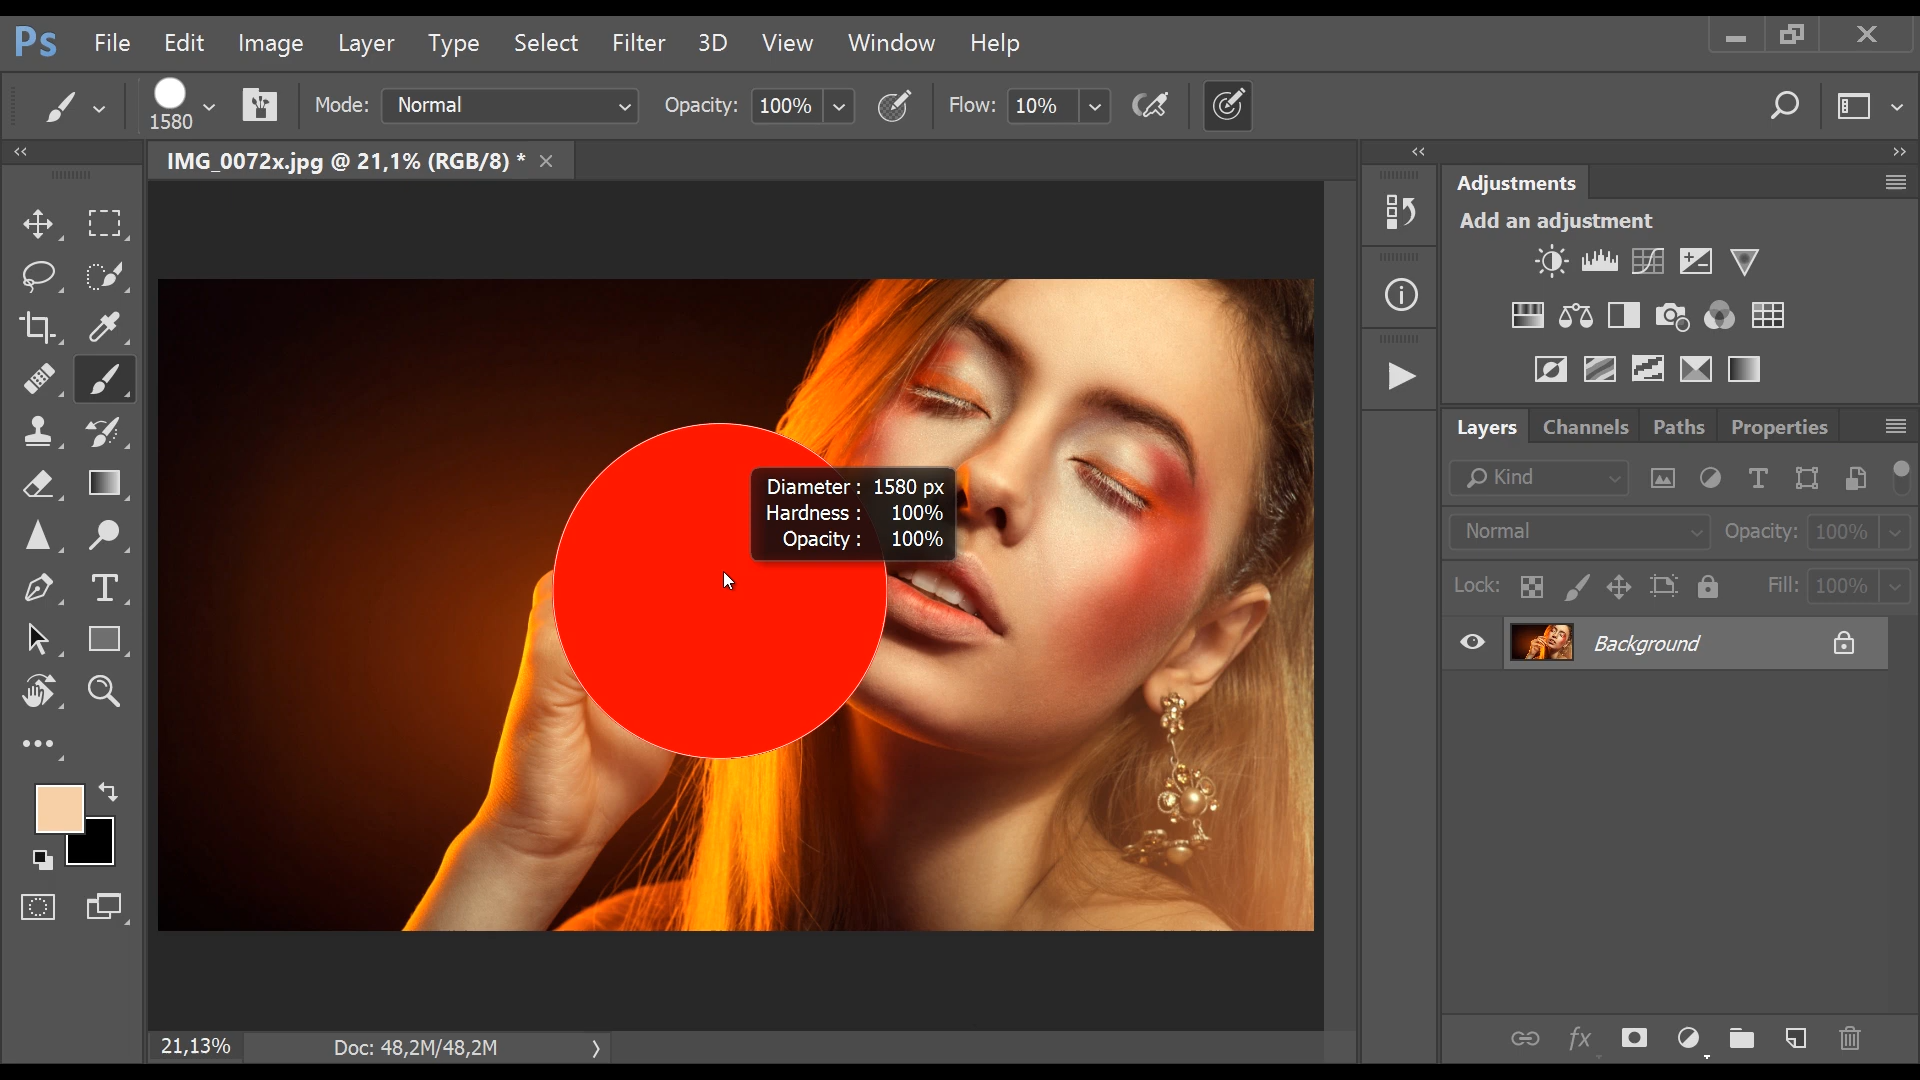 Ps File Edit Image Layer Type Select Filter 3D View Window Help
1580 Mode: Normal Opacity: 100% Flow: 10%
IMG_0072x.jpg @ 21,1% (RGB/8) *
Adjustments
Add an adjustment
Layers Channels Paths Properties
Kind
Normal Opacity: 100%
Lock: Fill: 100%
Background
Diameter : 1580 px
Hardness : 100%
Opacity : 100%
fx
21,13% Doc: 48,2M/48,2M